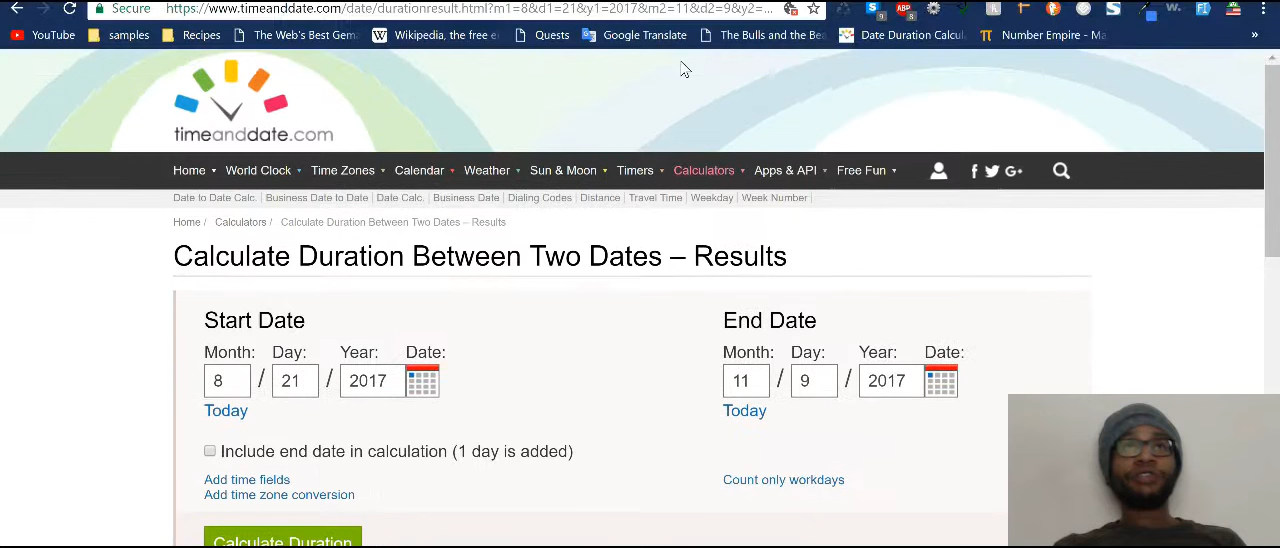 Secure https://www.timeanddate.com/date/durationresult.html?m1=8&d1=21&y1=2017&m2=11&d2=9&y2=...
9 8
YouTube samples Recipes The Web's Best Gem Wikipedia, the free e Quests Google Translate The Bulls and the Bea Date Duration Calcul Number Empire - Ma »
timeanddate.com
Home World Clock Time Zones Calendar Weather Sun & Moon Timers Calculators Apps & API Free Fun
Date to Date Calc. Business Date to Date Date Calc. Business Date Dialing Codes Distance Travel Time Weekday Week Number
Home / Calculators / Calculate Duration Between Two Dates – Results
Calculate Duration Between Two Dates – Results
Start Date End Date
Month: Day: Year: Date: Month: Day: Year: Date:
8 / 21 / 2017 11 / 9 / 2017
Today Today
Include end date in calculation (1 day is added)
Add time fields Count only workdays
Add time zone conversion
Calculate Duration